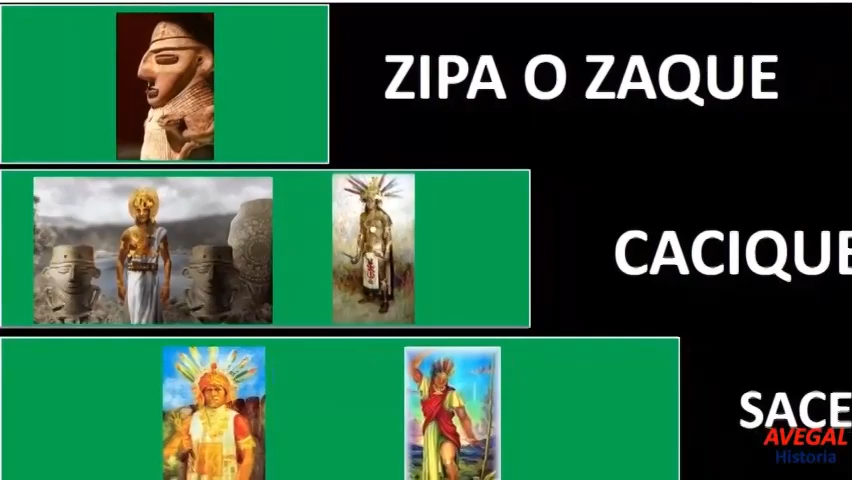 ZIPA O ZAQUE
CACIQUE
SACE
AVEGAL
Historia